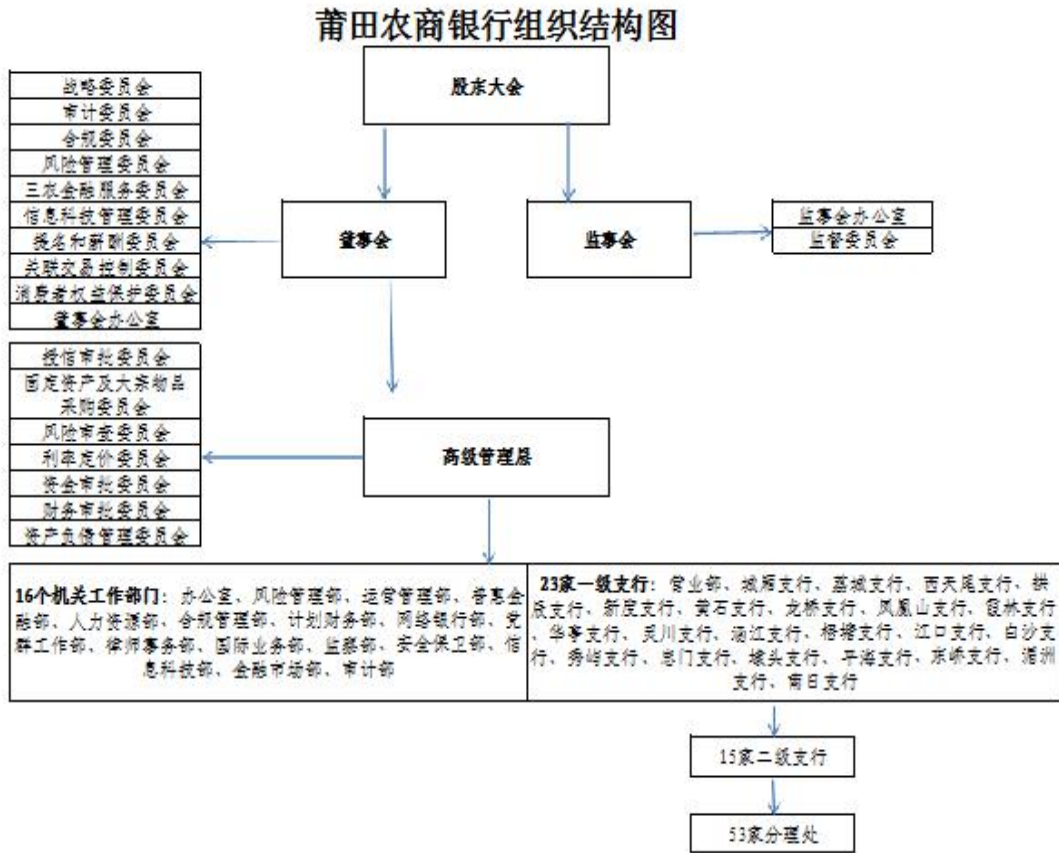 莆田农商银行组织结构图
股东大会
战略委员会
审计委员会
合规委员会
风险管理委员会
三农金融服务委员会
信息科技管理委员会
提名和薪酬委员会
关联交易控制委员会
消费者权益保护委员会
董事会办公室
董事会
监事会
监事会办公室
监督委员会
授信审批委员会
固定资产及大宗物品
采购委员会
风险审查委员会
利率定价委员会
资金审批委员会
财务审批委员会
资产负债管理委员会
高级管理层
16个机关工作部门：办公室、风险管理部、运营管理部、普惠金
融部、人力资源部、合规管理部、计划财务部、网络银行部、党
群工作部、律师事务部、国际业务部、监察部、安全保卫部、信
息科技部、金融市场部、审计部
23家一级支行：营业部、城厢支行、荔城支行、西天尾支行、拱
辰支行、新度支行、黄石支行、龙桥支行、凤凰山支行、霞林支行
、华亭支行、灵川支行、涵江支行、梧塘支行、江口支行、白沙支
行、秀屿支行、忠门支行、埭头支行、平海支行、东峤支行、湄洲
支行、南日支行
15家二级支行
53家分理处